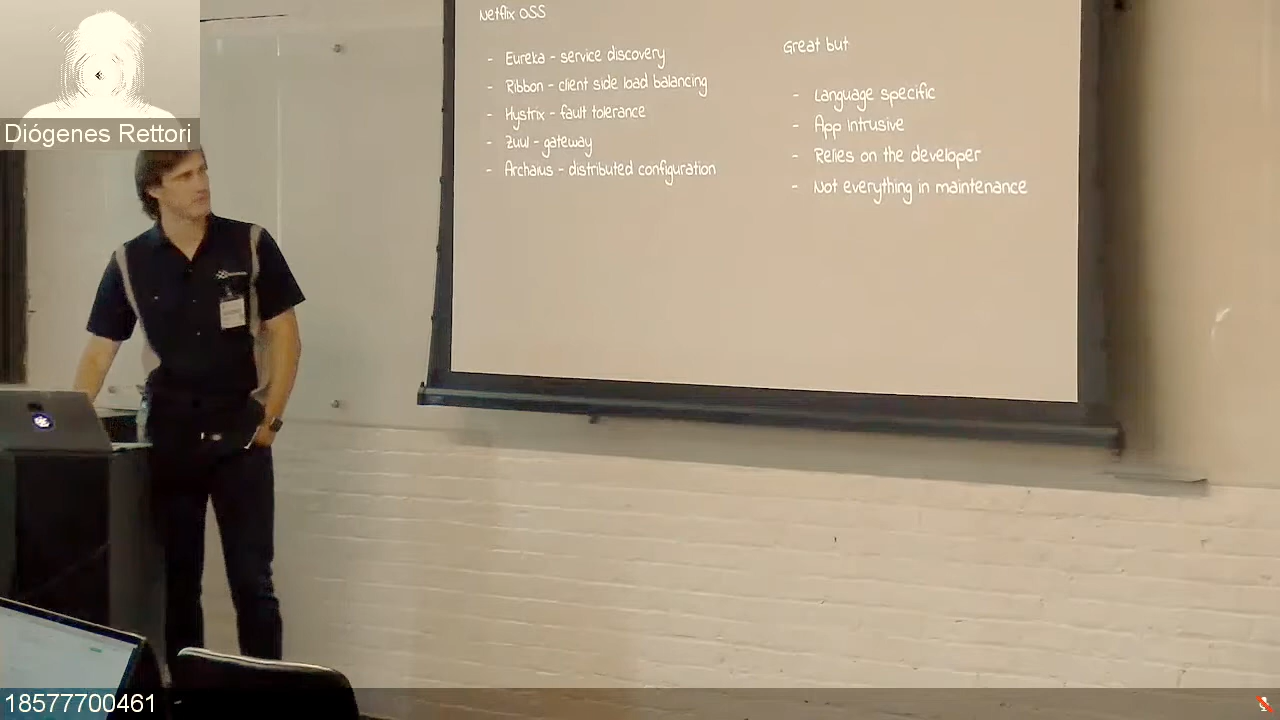 Netflix OSS
- Eureka - service discovery
- Ribbon - client side load balancing
- Hystrix - fault tolerance
- Zuul - gateway
- Archaius - distributed configuration
Great but
- Language specific
- App intrusive
- Relies on the developer
- Not everything in maintenance
Diógenes Rettori
18577700461